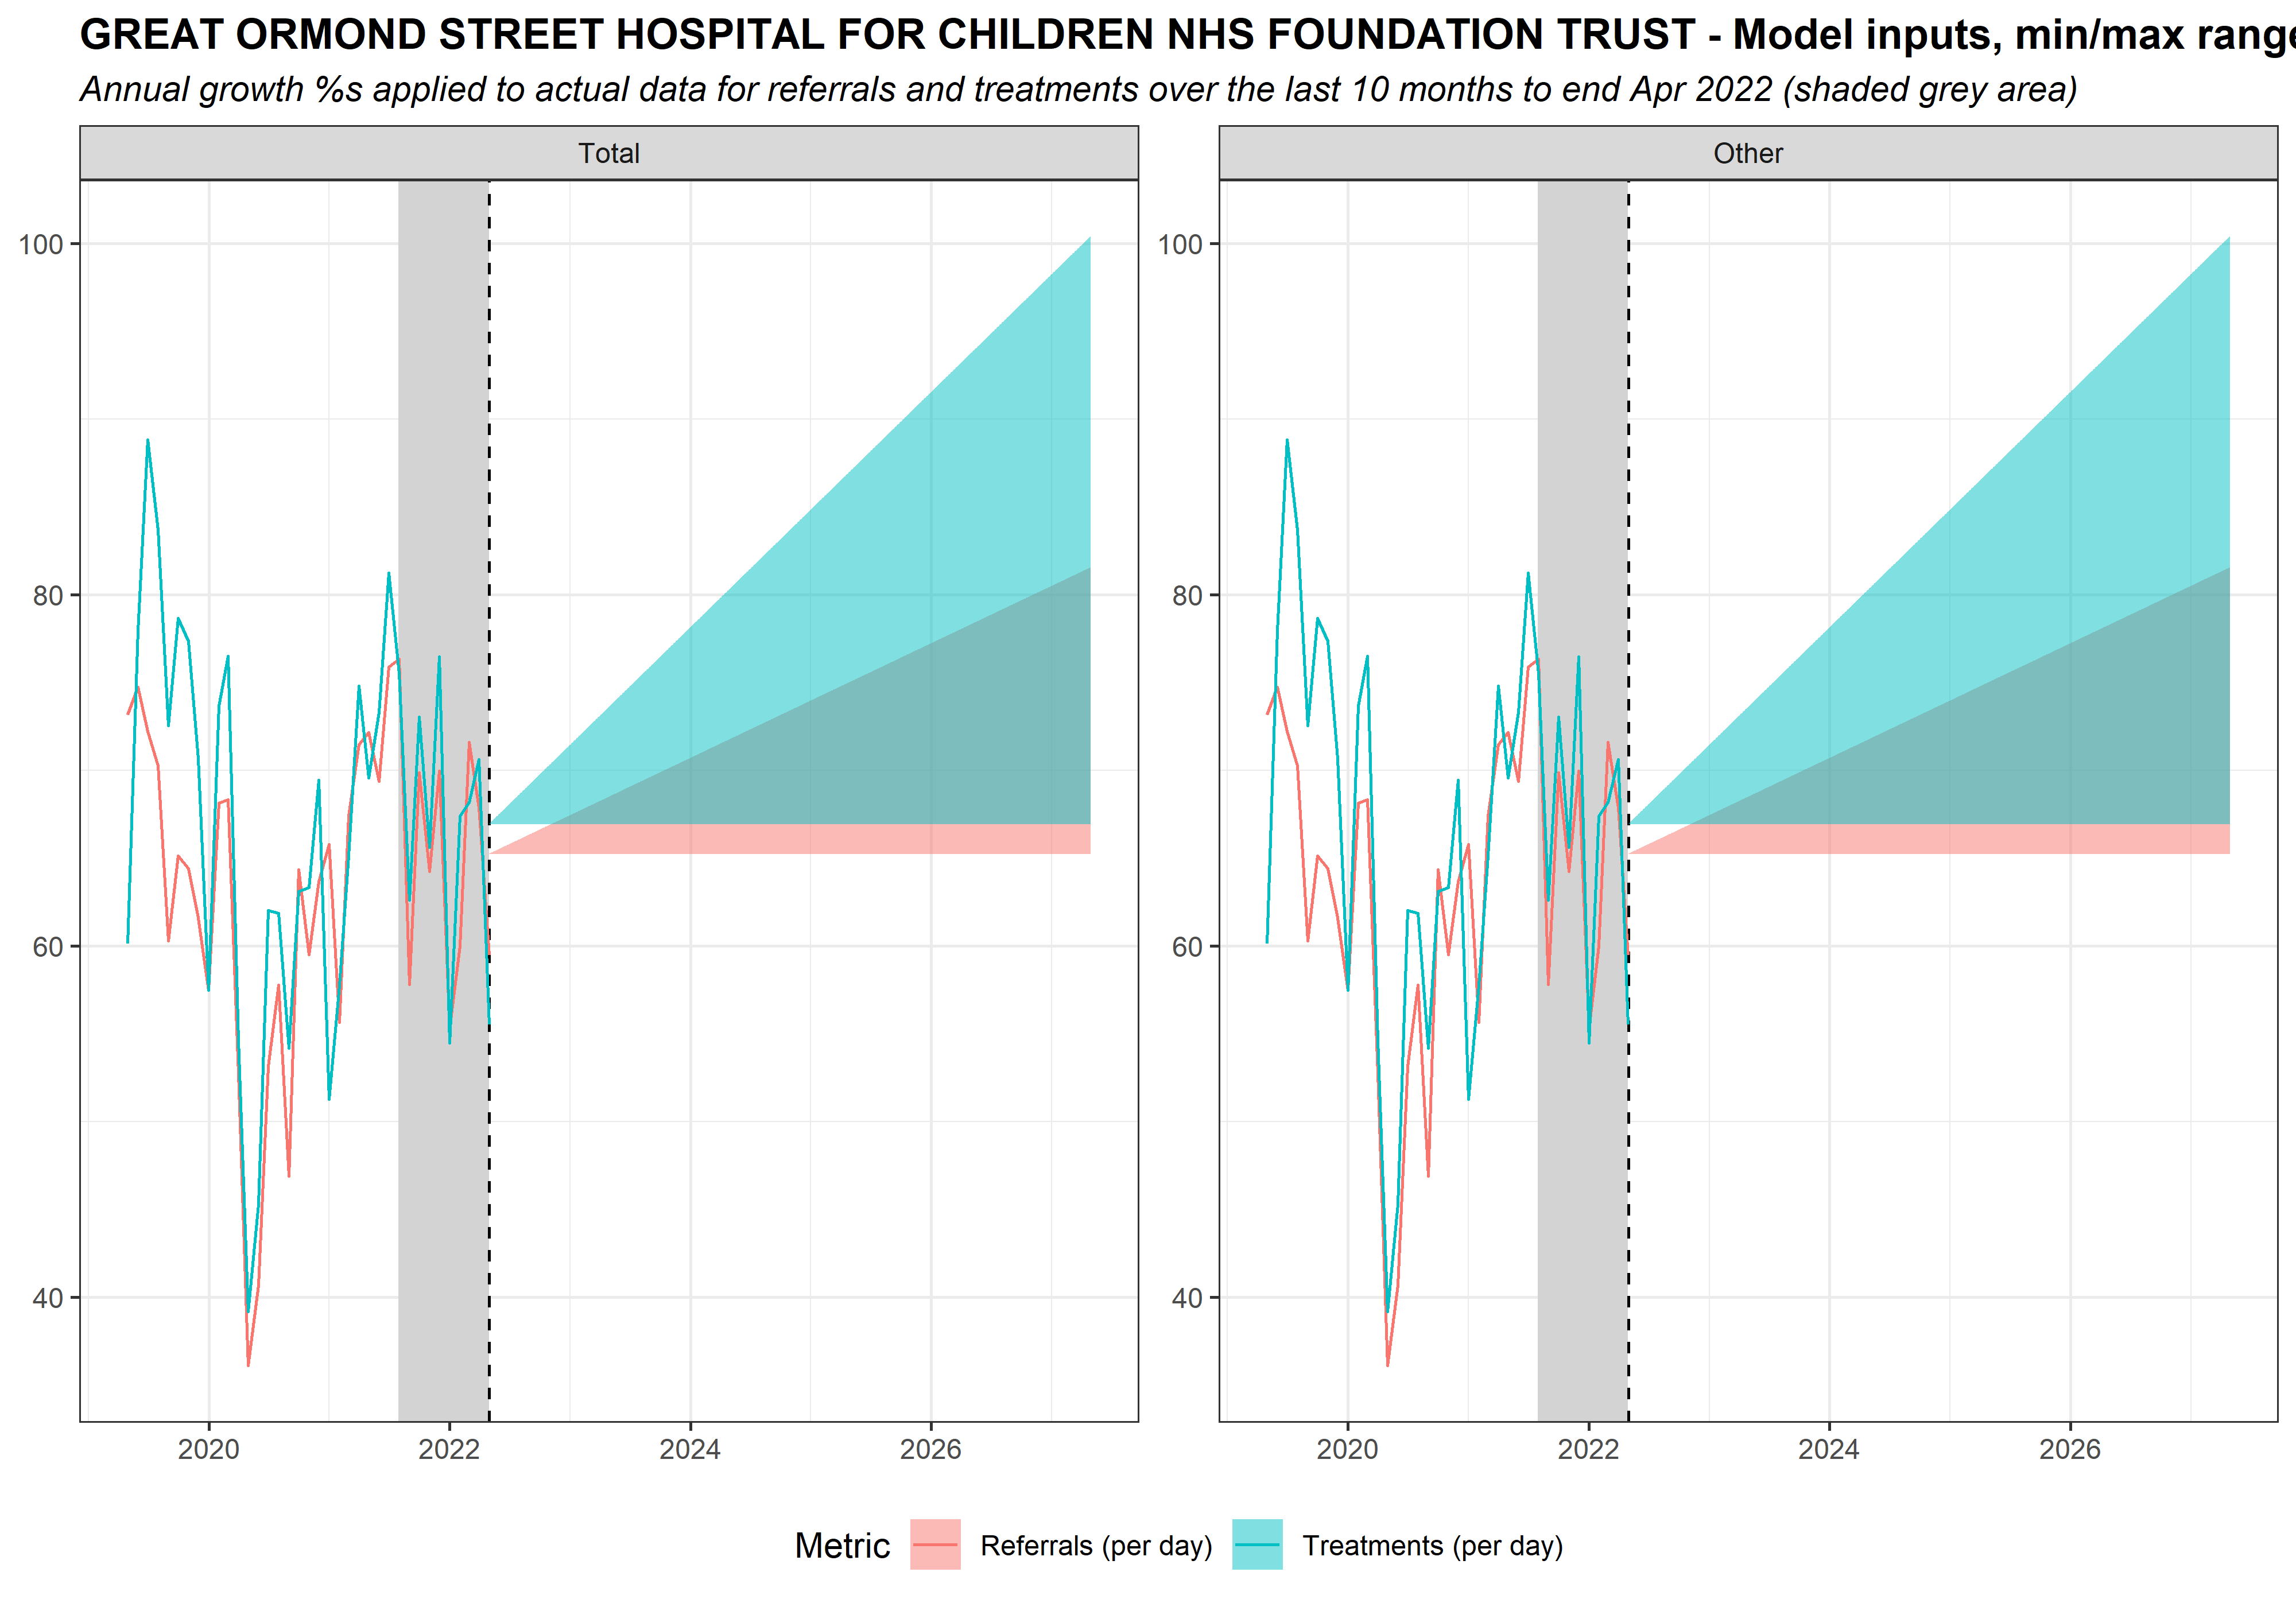 GREAT ORMOND STREET HOSPITAL FOR CHILDREN NHS FOUNDATION TRUST - Model inputs, min/max range
Annual growth %s applied to actual data for referrals and treatments over the last 10 months to end Apr 2022 (shaded grey area)
Total
Other
100
80
60
40
100
80
60
40
2020 2022 2024 2026
2020 2022 2024 2026
Metric Referrals (per day) Treatments (per day)